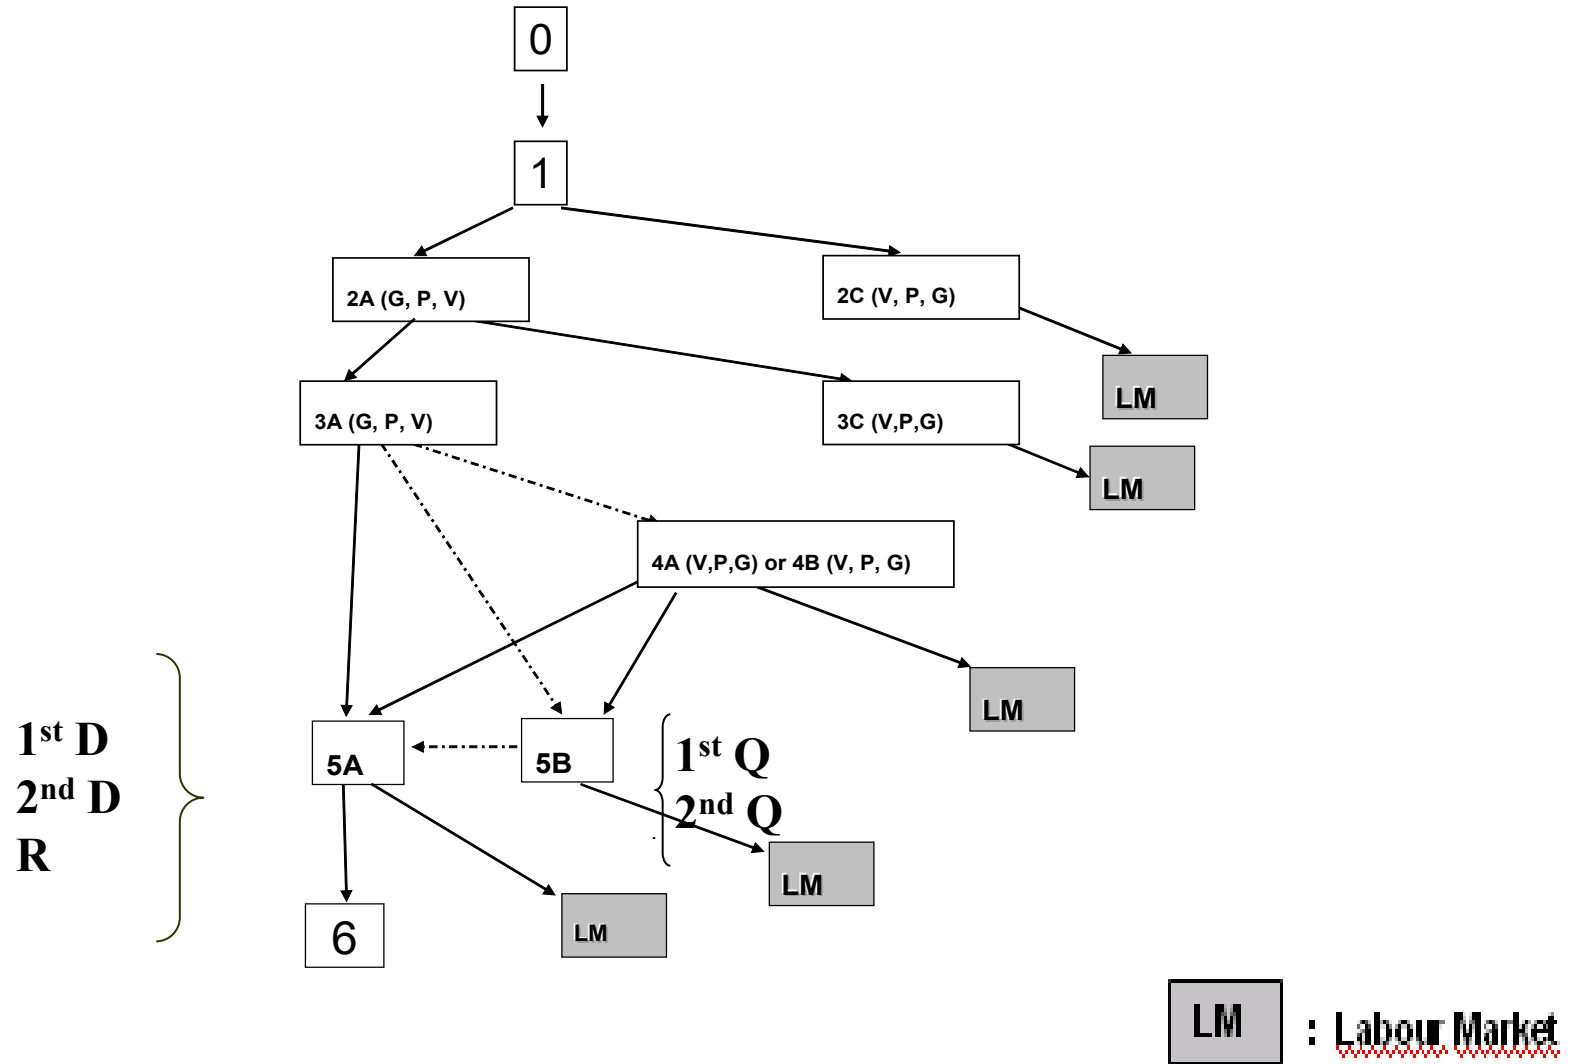 0
1
2A (G, P, V)
2C (V, P, G)
LM
3A (G, P, V)
3C (V,P,G)
LM
4A (V,P,G) or 4B (V, P, G)
LM
1st D
2nd D
R
5A
5B
1st Q
2nd Q
LM
6
LM
LM : Labour Market